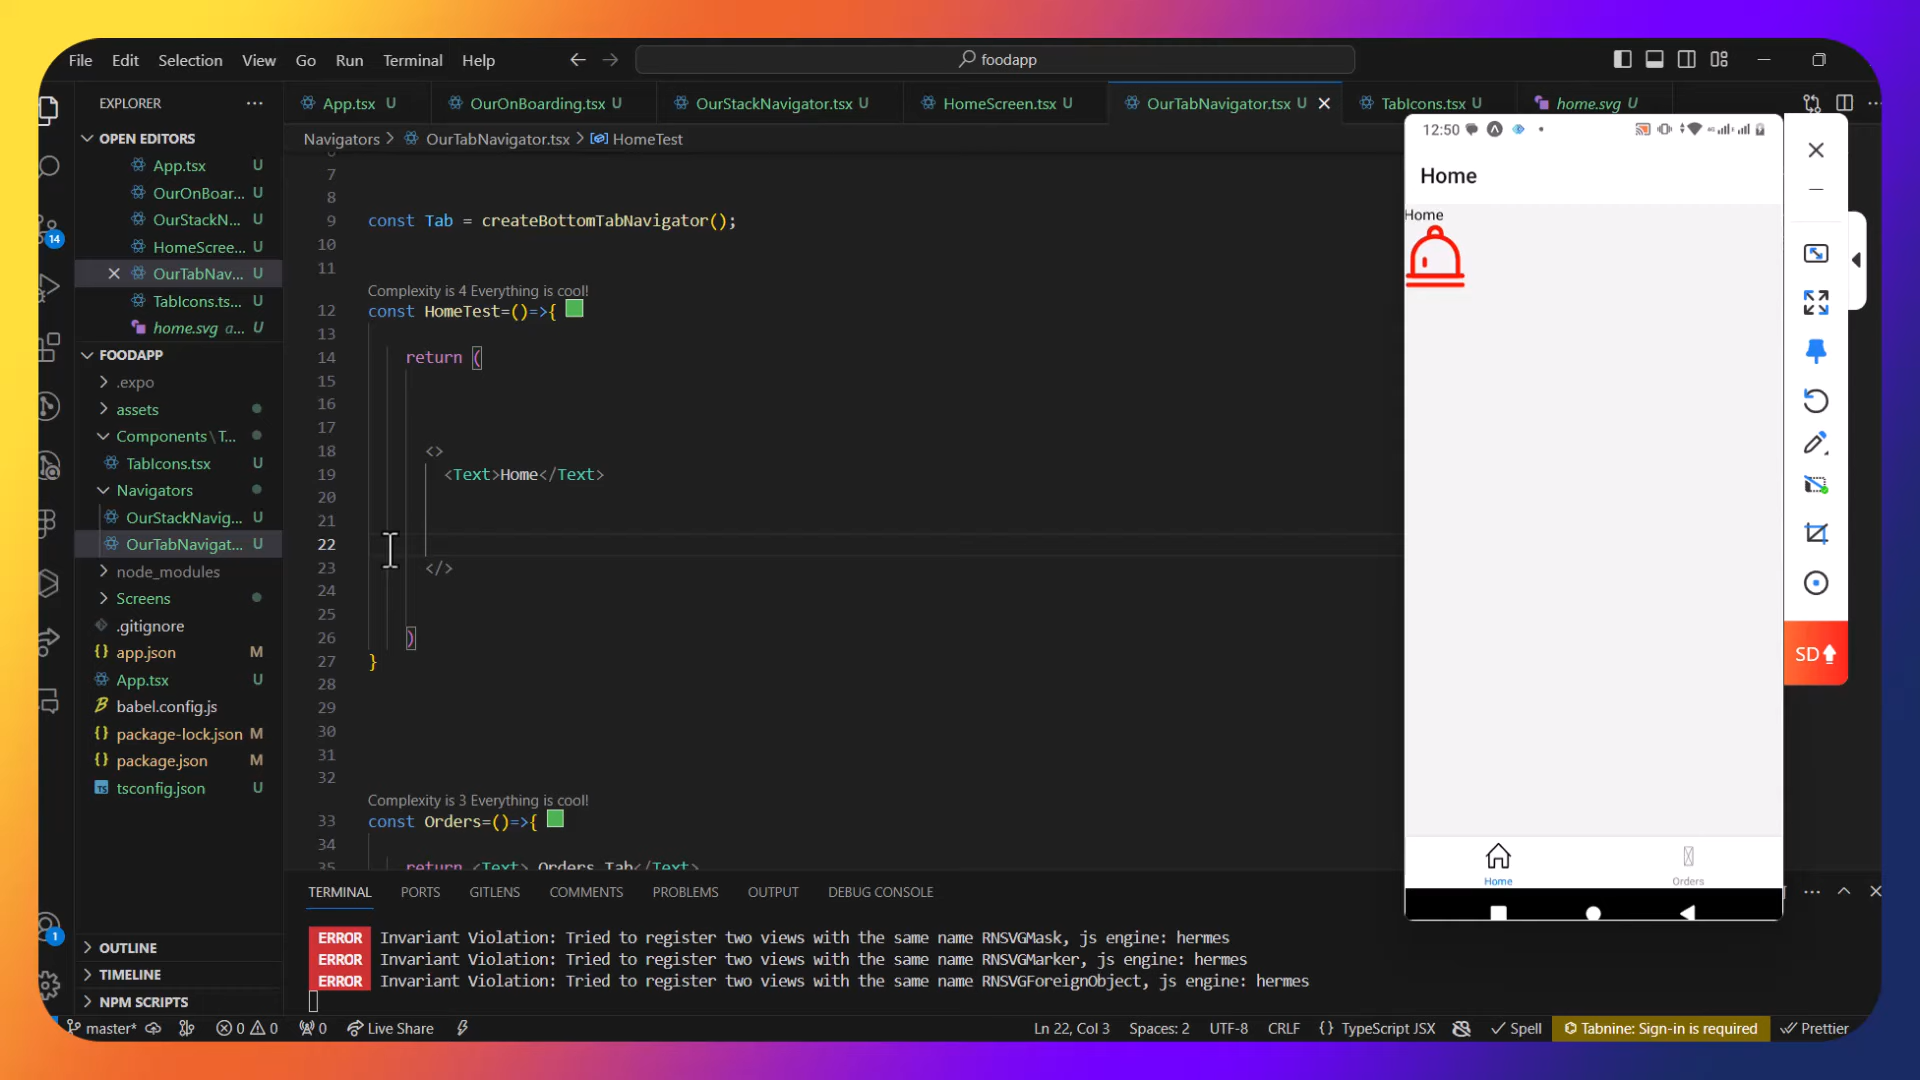 File Edit Selection View Go Run Terminal Help
foodapp
EXPLORER
App.tsx U
OurOnBoarding.tsx U
OurStackNavigator.tsx U
HomeScreen.tsx U
OurTabNavigator.tsx U
TabIcons.tsx U
home.svg U
Navigators > OurTabNavigator.tsx > HomeTest
OPEN EDITORS
App.tsx U
OurOnBoar... U
OurStackN... U
HomeScree... U
OurTabNav... U
TabIcons.ts... U
home.svg a... U
FOODAPP
.expo
assets
Components\T...
TabIcons.tsx U
Navigators
OurStackNavig... U
OurTabNavigat... U
node_modules
Screens
.gitignore
app.json M
App.tsx U
babel.config.js
package-lock.json M
package.json M
tsconfig.json U
OUTLINE
TIMELINE
NPM SCRIPTS
14
1
7
8
9 const Tab = createBottomTabNavigator();
10
11
Complexity is 4 Everything is cool!
12 const HomeTest=()=>{
13
14 return (
15
16
17
18 <>
19 <Text>Home</Text>
20
21
22
23 </>
24
25
26 )
27 }
28
29
30
31
32
Complexity is 3 Everything is cool!
33 const Orders=()=>{
34
35 return <Text> Orders Tab</Text>
TERMINAL PORTS GITLENS COMMENTS PROBLEMS OUTPUT DEBUG CONSOLE
ERROR Invariant Violation: Tried to register two views with the same name RNSVGMask, js engine: hermes
ERROR Invariant Violation: Tried to register two views with the same name RNSVGMarker, js engine: hermes
ERROR Invariant Violation: Tried to register two views with the same name RNSVGForeignObject, js engine: hermes
master* 0 0 0 Live Share Ln 22, Col 3 Spaces: 2 UTF-8 CRLF {} TypeScript JSX Spell Tabnine: Sign-in is required Prettier
12:50
Home
Home
Home
Orders
SD